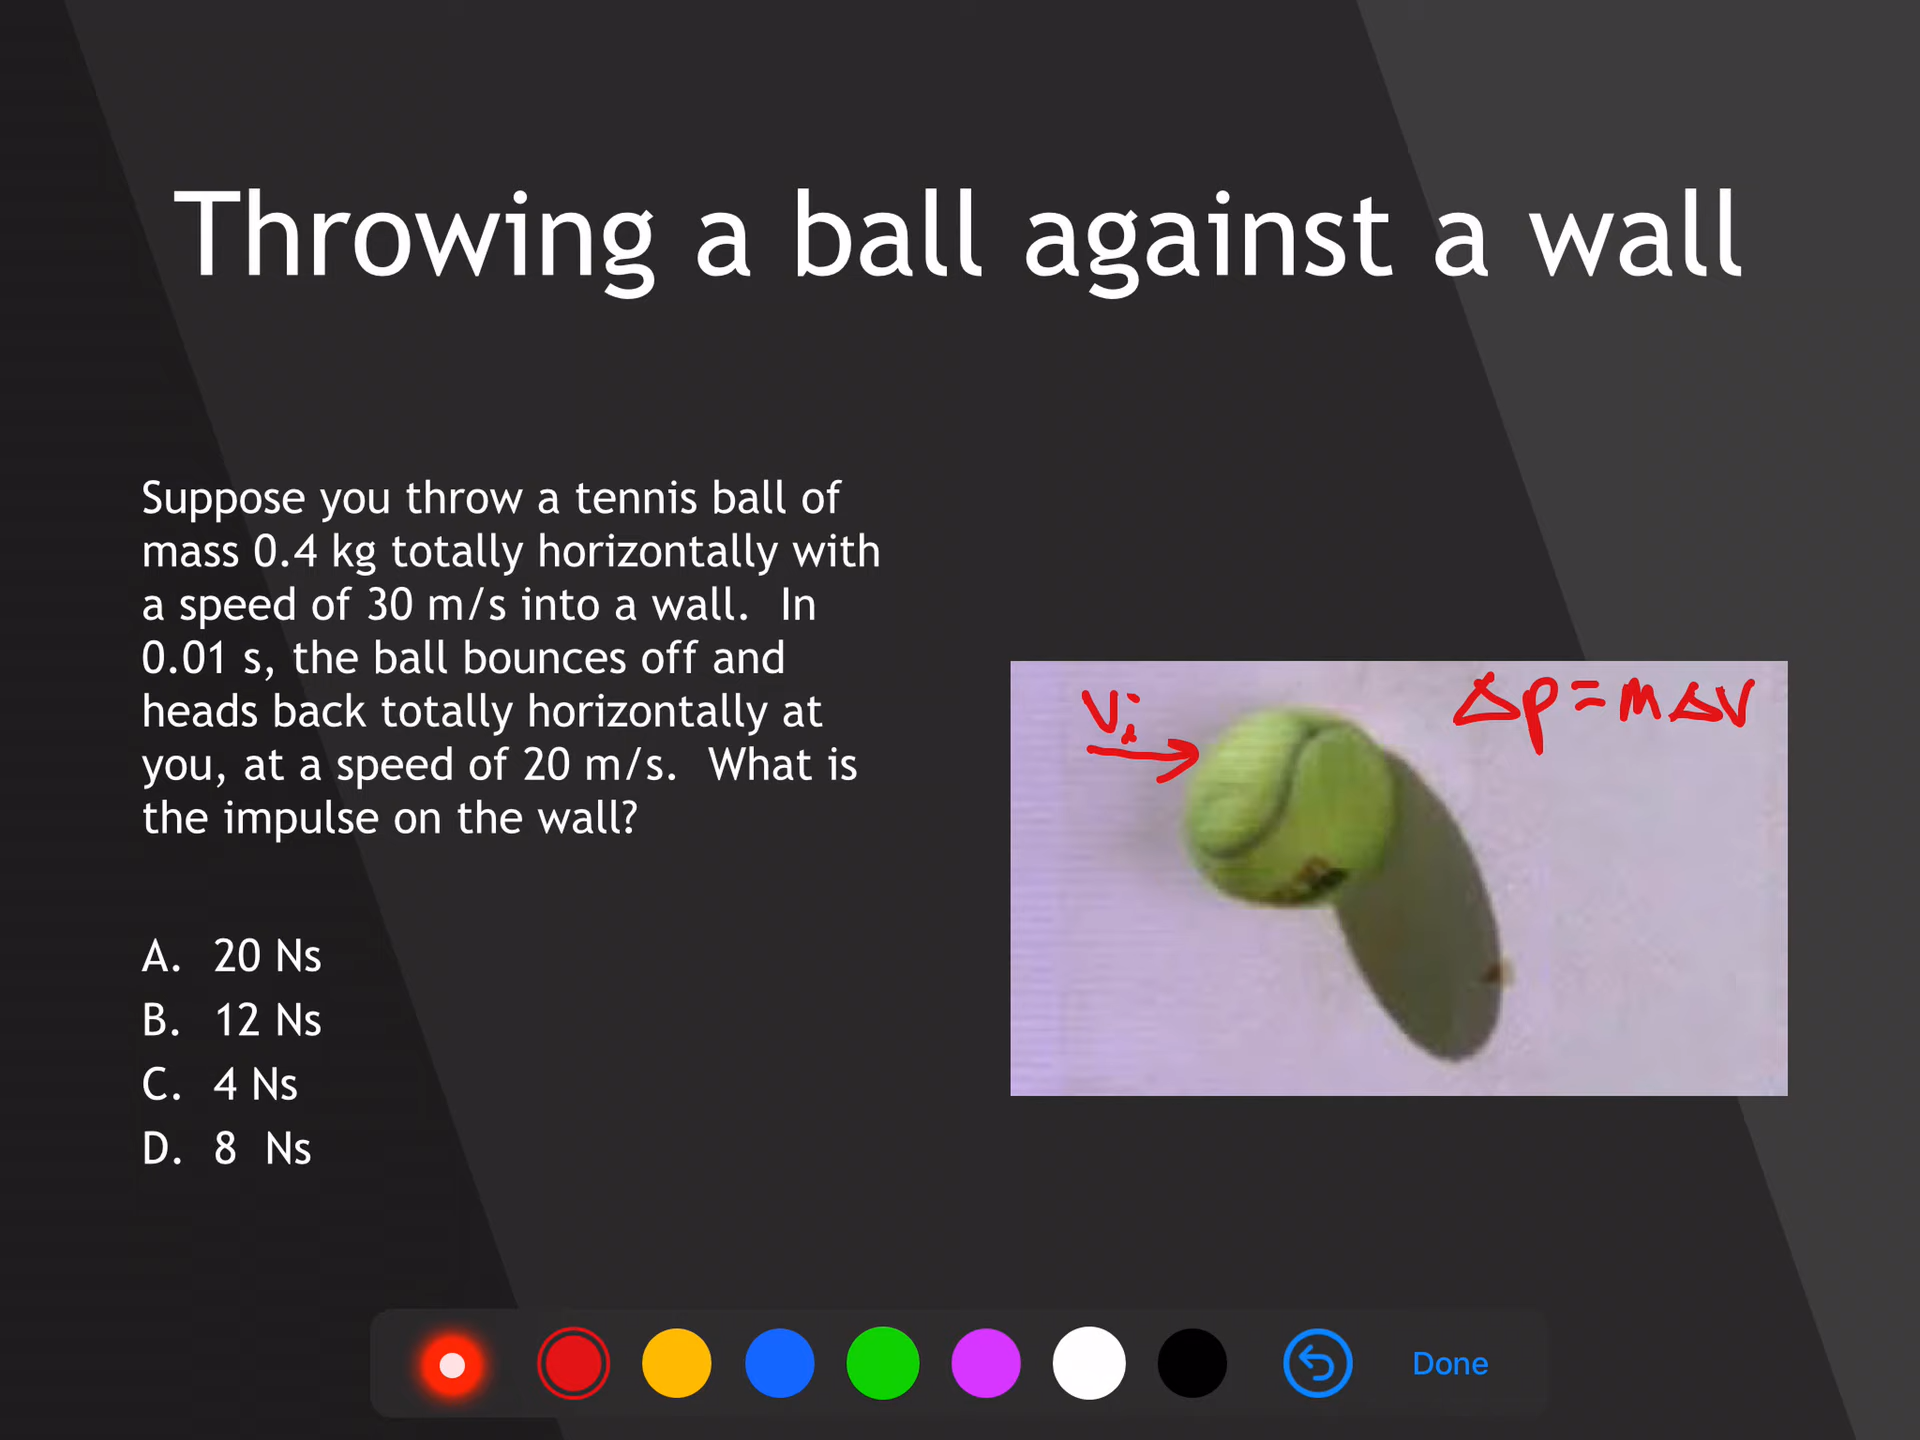 Throwing a ball against a wall
Suppose you throw a tennis ball of
mass 0.4 kg totally horizontally with
a speed of 30 m/s into a wall.  In
0.01 s, the ball bounces off and
heads back totally horizontally at
you, at a speed of 20 m/s.  What is
the impulse on the wall?
A. 20 Ns
B. 12 Ns
C. 4 Ns
D. 8  Ns
Vi
Δp=mΔV
Done